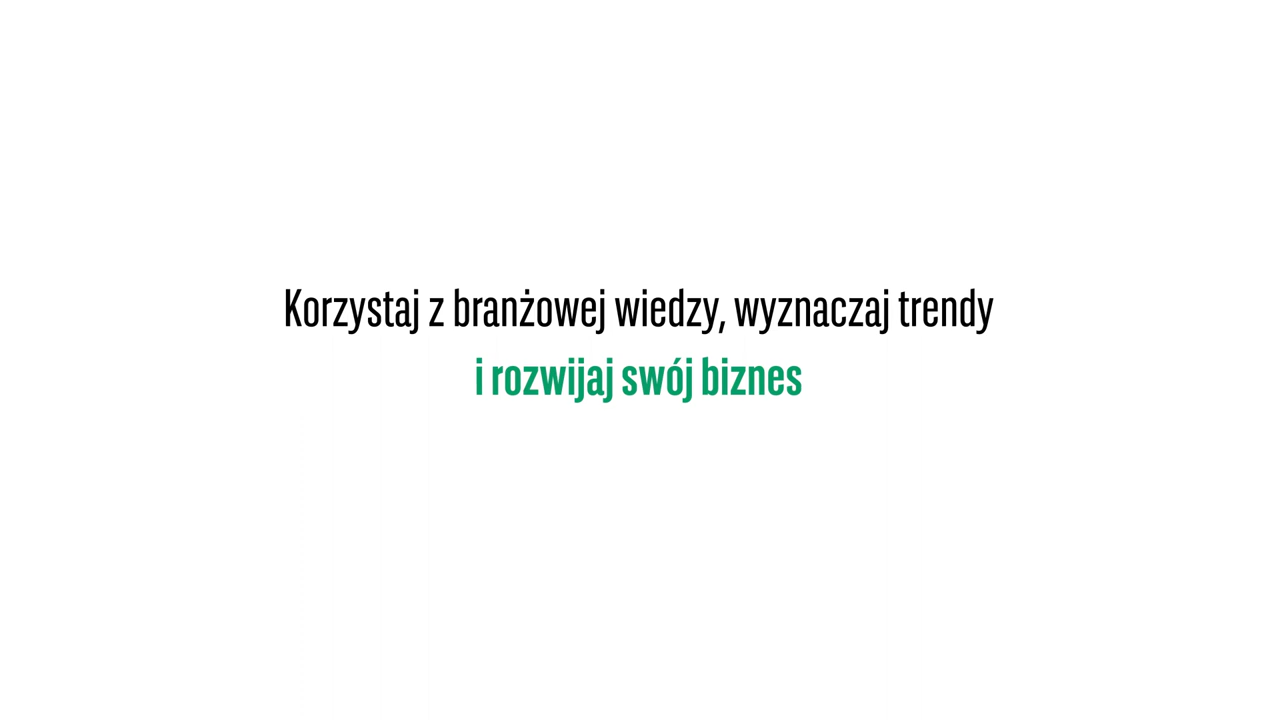 Korzystaj z branżowej wiedzy, wyznaczaj trendy
i rozwijaj swój biznes